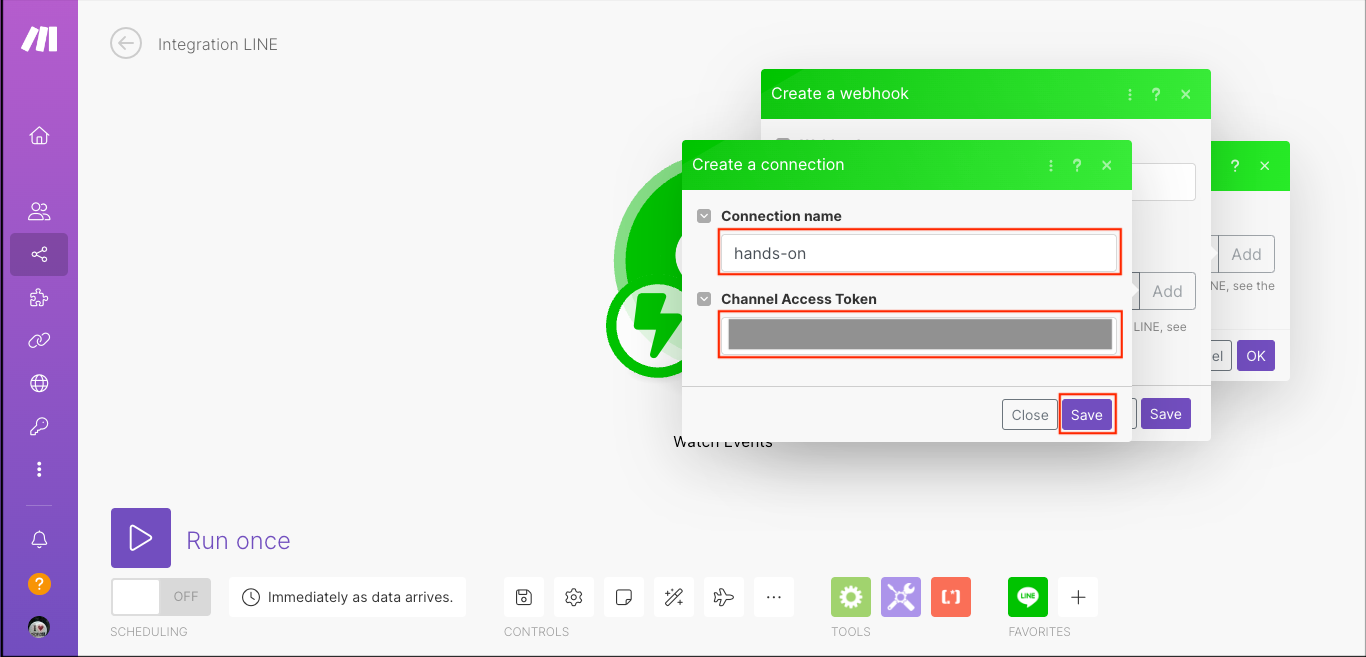 Integration LINE
Create a webhook
?
Create a connection
?
?
Connection name
hands-on
Add
Add
NE, see the
Channel Access Token
LINE, see
el
OK
Close
Save
Save
Watch Events
Run once
OFF
Immediately as data arrives.
SCHEDULING
CONTROLS
TOOLS
LINE
FAVORITES
?